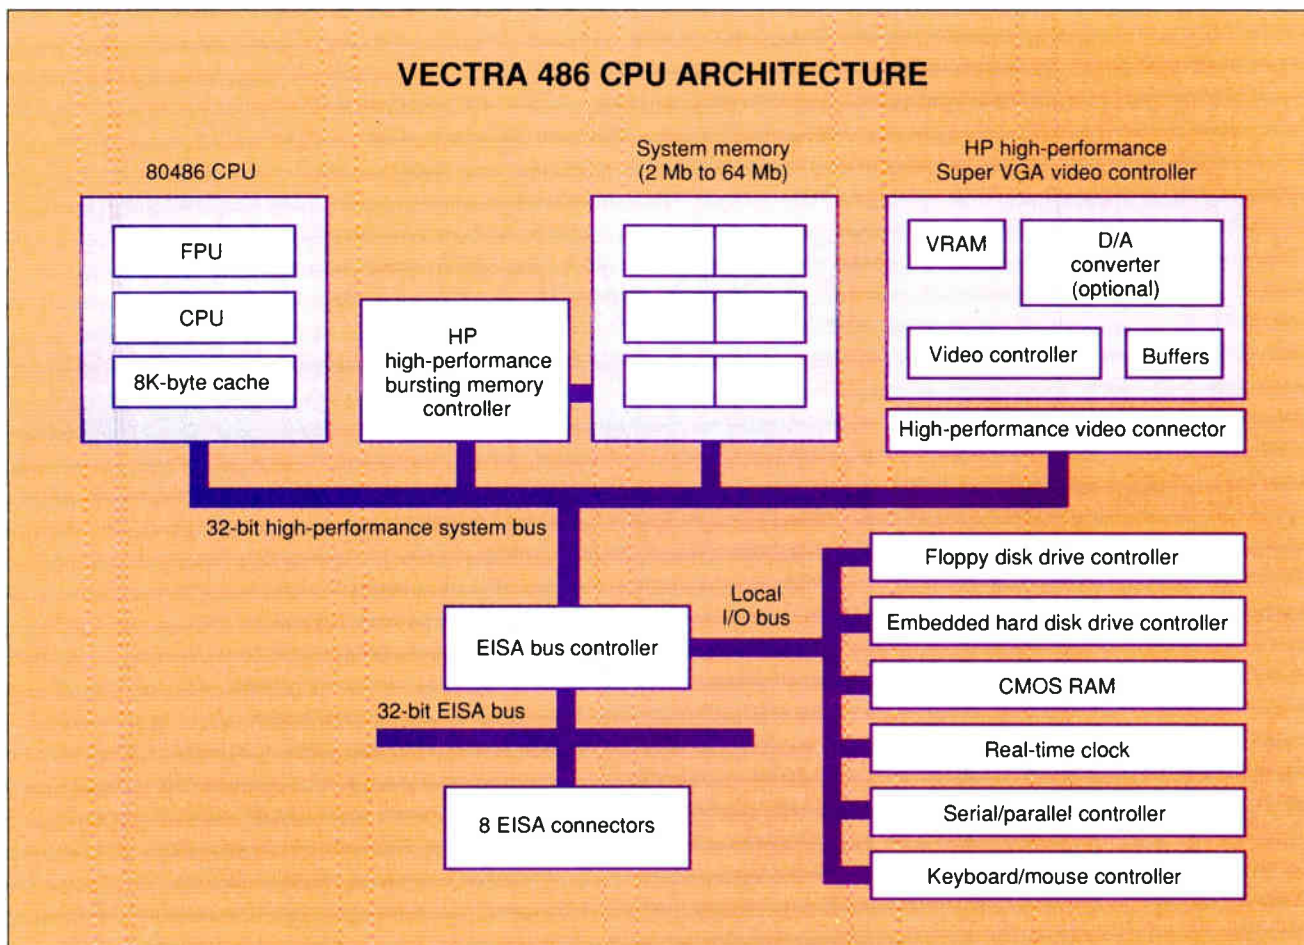 VECTRA 486 CPU ARCHITECTURE
80486 CPU
FPU
CPU
8K-byte cache
HP
high-performance
bursting memory
controller
System memory
(2 Mb to 64 Mb)
HP high-performance
Super VGA video controller
VRAM
D/A
converter
(optional)
Video controller
Buffers
High-performance video connector
32-bit high-performance system bus
EISA bus controller
Local
I/O bus
32-bit EISA bus
8 EISA connectors
Floppy disk drive controller
Embedded hard disk drive controller
CMOS RAM
Real-time clock
Serial/parallel controller
Keyboard/mouse controller